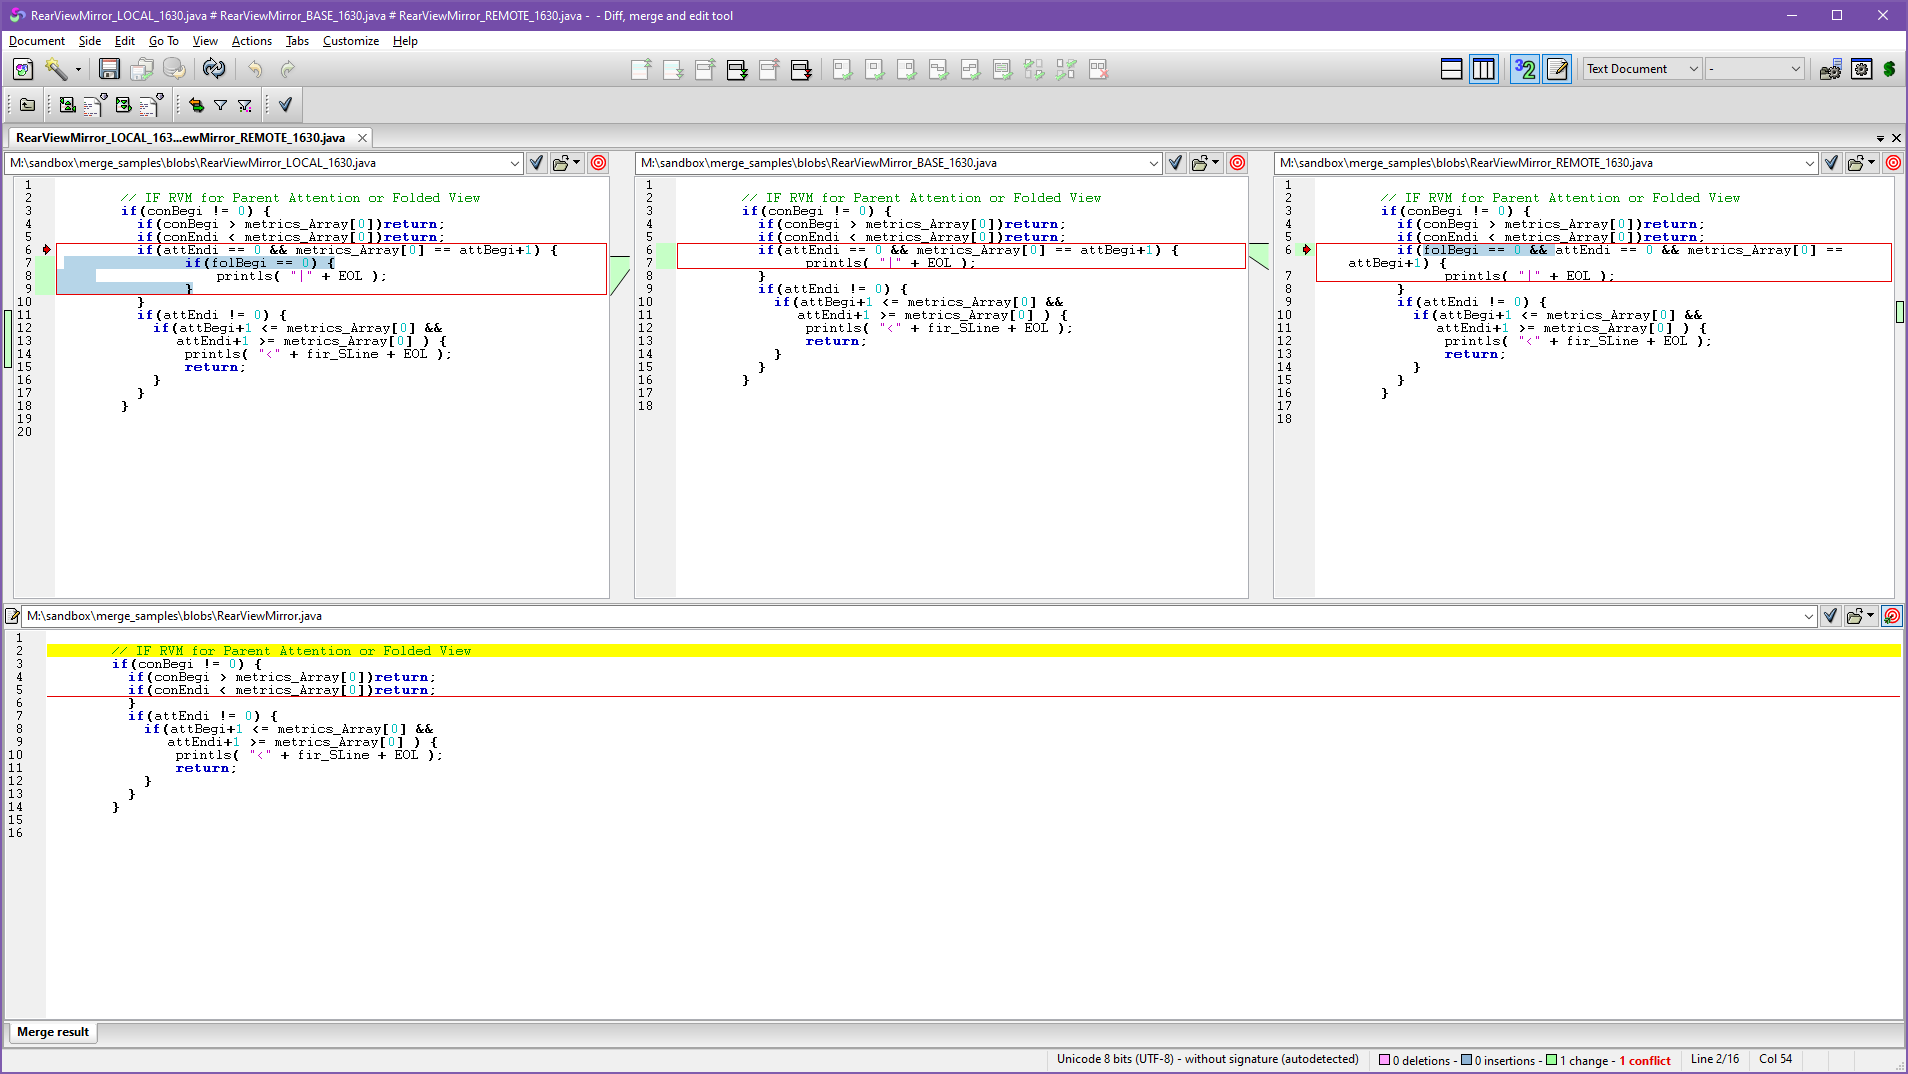 RearViewMirror_LOCAL_1630.java # RearViewMirror_BASE_1630.java # RearViewMirror_REMOTE_1630.java - - Diff, merge and edit tool
Document Side Edit Go To View Actions Tabs Customize Help
32 Text Document - $
RearViewMirror_LOCAL_163...ewMirror_REMOTE_1630.java
M:\sandbox\merge_samples\blobs\RearViewMirror_LOCAL_1630.java
1
2 // IF RVM for Parent Attention or Folded View
3 if(conBegi != 0) {
4 if(conBegi > metrics_Array[0])return;
5 if(conEndi < metrics_Array[0])return;
6 if(attEndi == 0 && metrics_Array[0] == attBegi+1) {
7 if(folBegi == 0) {
8 printls( "|" + EOL );
9 }
10 }
11 if(attEndi != 0) {
12 if(attBegi+1 <= metrics_Array[0] &&
13 attEndi+1 >= metrics_Array[0] ) {
14 printls( "<" + fir_SLine + EOL );
15 return;
16 }
17 }
18 }
19
20
M:\sandbox\merge_samples\blobs\RearViewMirror_BASE_1630.java
1
2 // IF RVM for Parent Attention or Folded View
3 if(conBegi != 0) {
4 if(conBegi > metrics_Array[0])return;
5 if(conEndi < metrics_Array[0])return;
6 if(attEndi == 0 && metrics_Array[0] == attBegi+1) {
7 printls( "|" + EOL );
8 }
9 if(attEndi != 0) {
10 if(attBegi+1 <= metrics_Array[0] &&
11 attEndi+1 >= metrics_Array[0] ) {
12 printls( "<" + fir_SLine + EOL );
13 return;
14 }
15 }
16 }
17
18
M:\sandbox\merge_samples\blobs\RearViewMirror_REMOTE_1630.java
1
2 // IF RVM for Parent Attention or Folded View
3 if(conBegi != 0) {
4 if(conBegi > metrics_Array[0])return;
5 if(conEndi < metrics_Array[0])return;
6 if(folBegi == 0 && attEndi == 0 && metrics_Array[0] ==
attBegi+1) {
7 printls( "|" + EOL );
8 }
9 if(attEndi != 0) {
10 if(attBegi+1 <= metrics_Array[0] &&
11 attEndi+1 >= metrics_Array[0] ) {
12 printls( "<" + fir_SLine + EOL );
13 return;
14 }
15 }
16 }
17
18
M:\sandbox\merge_samples\blobs\RearViewMirror.java
1
2 // IF RVM for Parent Attention or Folded View
3 if(conBegi != 0) {
4 if(conBegi > metrics_Array[0])return;
5 if(conEndi < metrics_Array[0])return;
6 }
7 if(attEndi != 0) {
8 if(attBegi+1 <= metrics_Array[0] &&
9 attEndi+1 >= metrics_Array[0] ) {
10 printls( "<" + fir_SLine + EOL );
11 return;
12 }
13 }
14 }
15
16
Merge result
Unicode 8 bits (UTF-8) - without signature (autodetected) 0 deletions - 0 insertions - 1 change - 1 conflict Line 2/16 Col 54